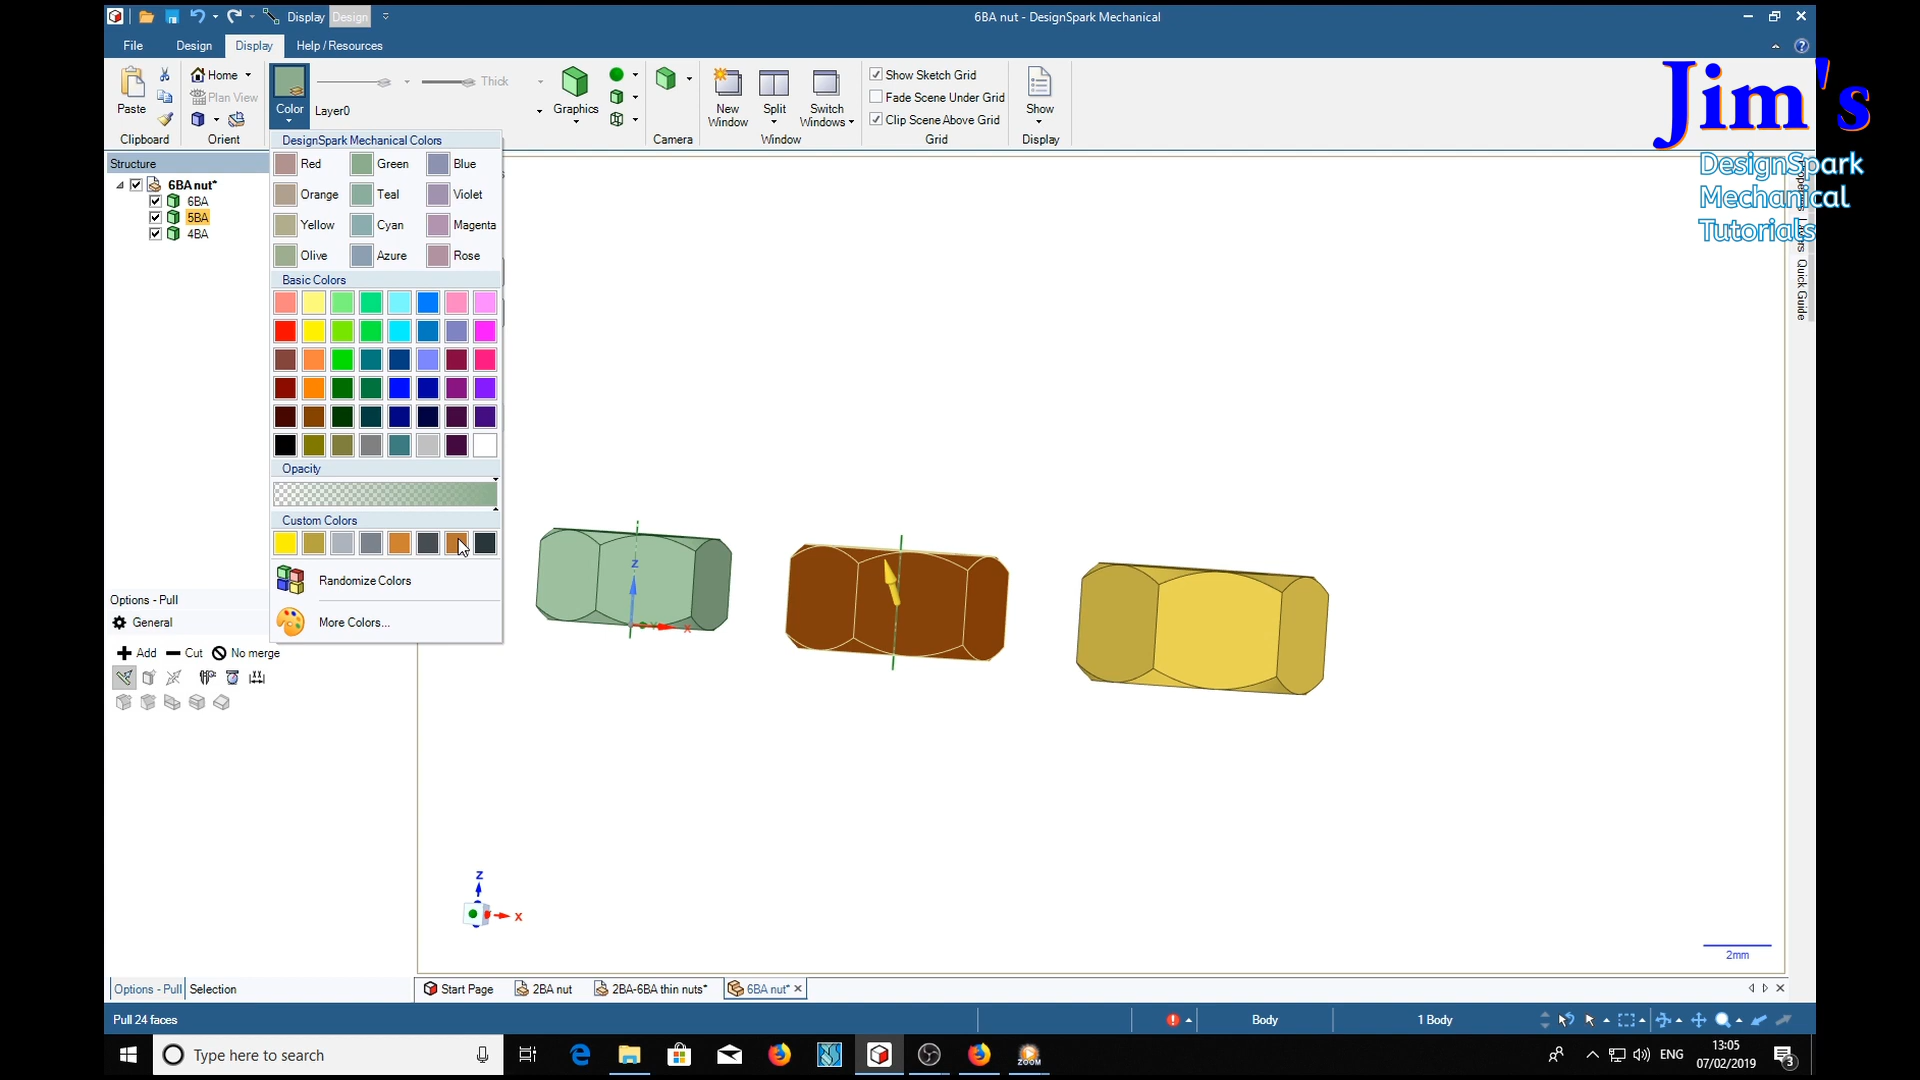 Display Design
6BA nut - DesignSpark Mechanical
File Design Display Help / Resources
Paste
Clipboard
Home
Plan View
Orient
Color
Layer0
Thick
Graphics
Camera
New Window
Split
Switch Windows
Window
Show Sketch Grid
Fade Scene Under Grid
Clip Scene Above Grid
Grid
Show
Display
Jim's
DesignSpark
Mechanical
Tutorials
Layers
Quick Guide
Structure
6BA nut*
6BA
5BA
4BA
DesignSpark Mechanical Colors
Red Green Blue
Orange Teal Violet
Yellow Cyan Magenta
Olive Azure Rose
Basic Colors
Opacity
Custom Colors
Randomize Colors
More Colors...
Options - Pull
General
Add Cut No merge
Z
X
Z
X
2mm
Options - Pull Selection
Start Page 2BA nut 2BA-6BA thin nuts* 6BA nut*
Pull 24 faces
Body
1 Body
Type here to search
ZOOM
ENG
13:05
07/02/2019
3